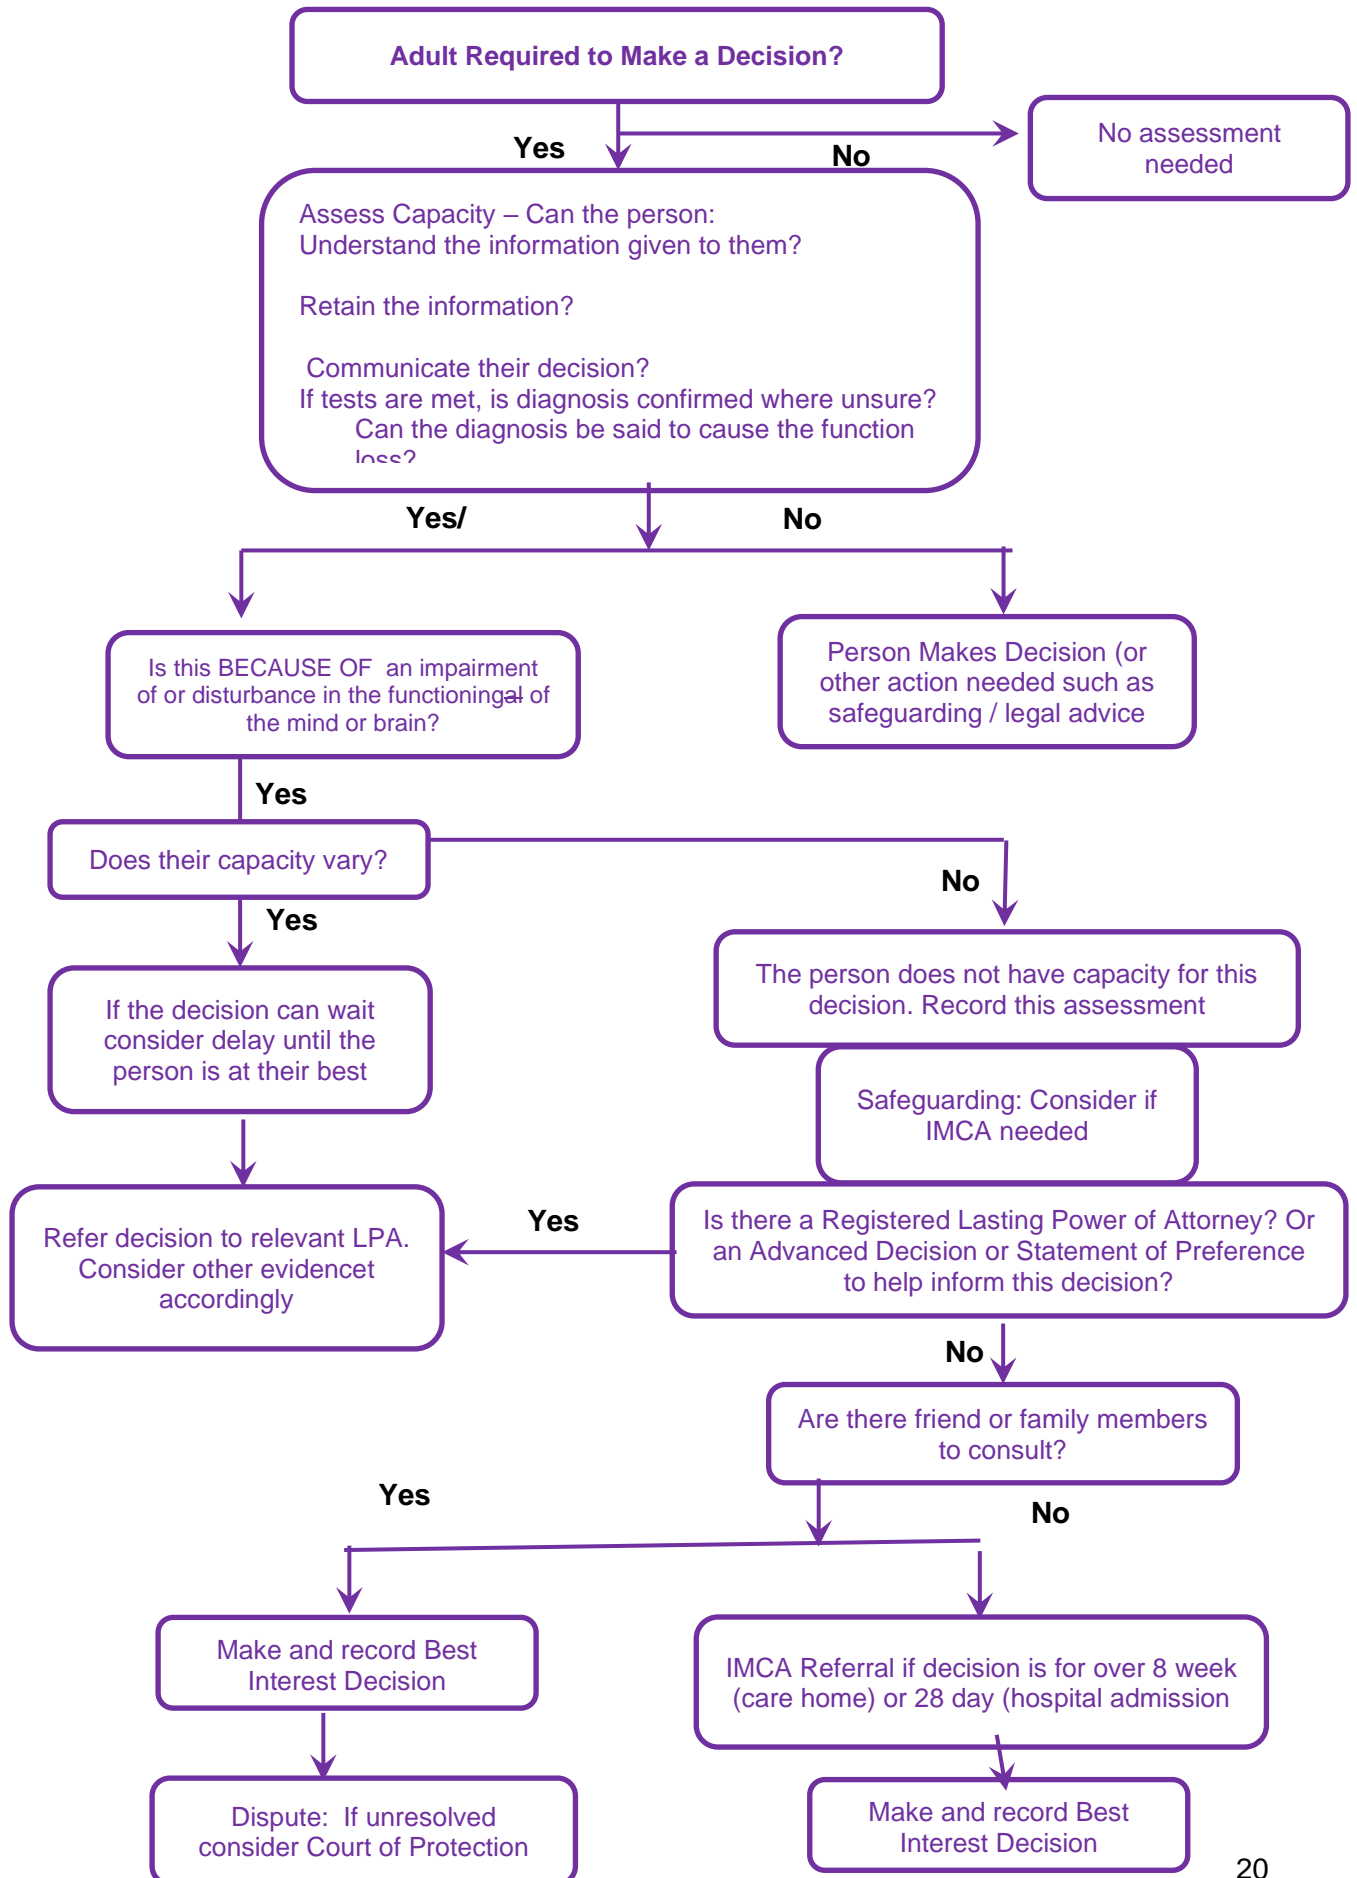 Adult Required to Make a Decision?
No assessment
needed
Yes
No
Assess Capacity – Can the person:
Understand the information given to them?
Retain the information?
Communicate their decision?
If tests are met, is diagnosis confirmed where unsure?
Can the diagnosis be said to cause the function
loss?
Yes/
No
Is this BECAUSE OF an impairment
of or disturbance in the functioningal of
the mind or brain?
Person Makes Decision (or
other action needed such as
safeguarding / legal advice
Yes
Does their capacity vary?
No
Yes
If the decision can wait
consider delay until the
person is at their best
The person does not have capacity for this
decision. Record this assessment
Safeguarding: Consider if
IMCA needed
Refer decision to relevant LPA.
Consider other evidencet
accordingly
Yes
Is there a Registered Lasting Power of Attorney? Or
an Advanced Decision or Statement of Preference
to help inform this decision?
No
Are there friend or family members
to consult?
Yes
No
Make and record Best
Interest Decision
IMCA Referral if decision is for over 8 week
(care home) or 28 day (hospital admission
Dispute: If unresolved
consider Court of Protection
Make and record Best
Interest Decision
20